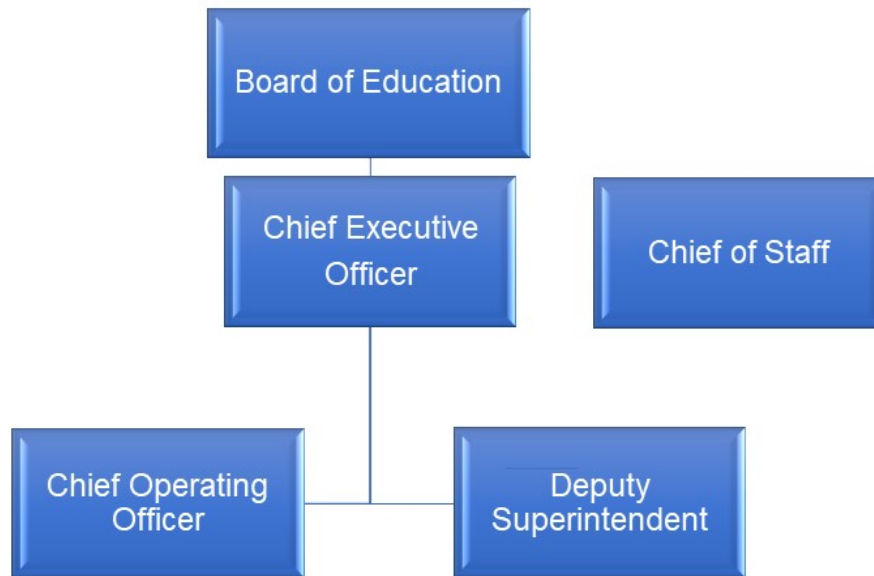 Board of Education
Chief Executive
Officer
Chief of Staff
Chief Operating
Officer
Deputy
Superintendent